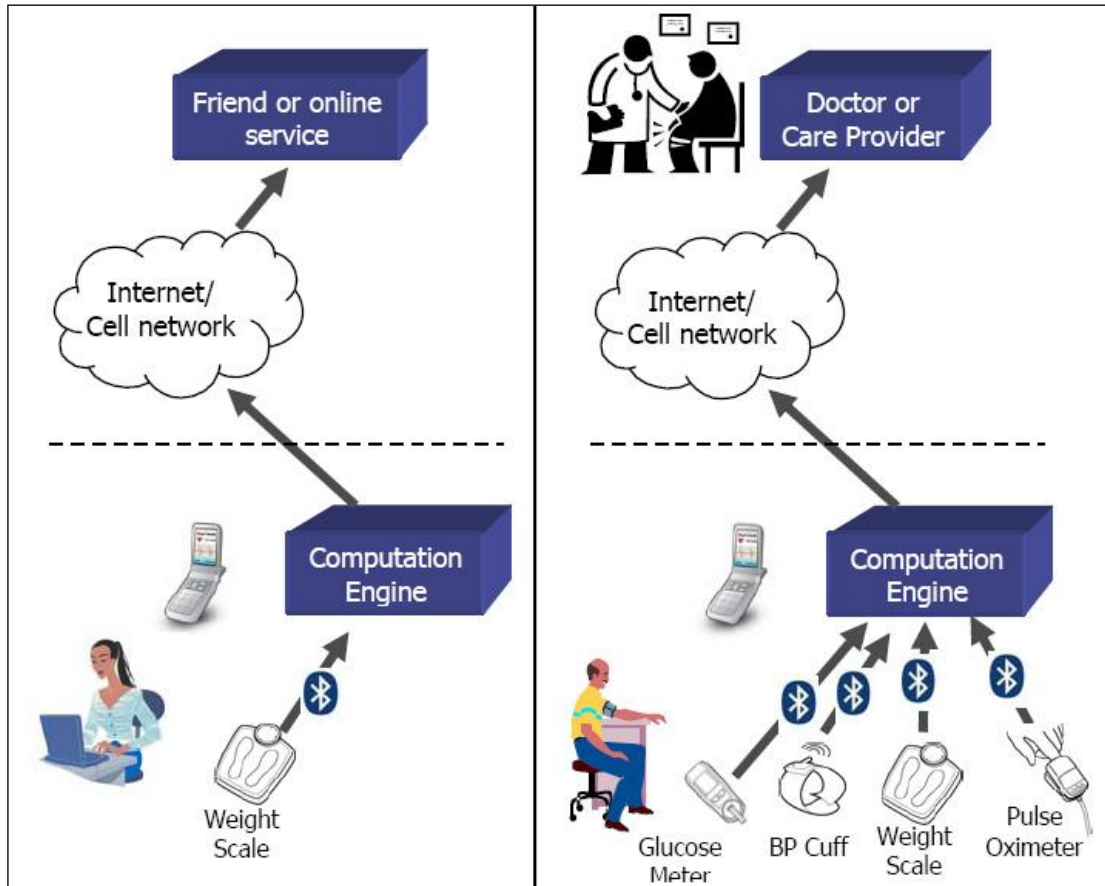 Friend or online
service
Internet/
Cell network
Computation
Engine
Weight
Scale
Doctor or
Care Provider
Internet/
Cell network
Computation
Engine
Glucose
Meter
BP Cuff
Weight
Scale
Pulse
Oximeter